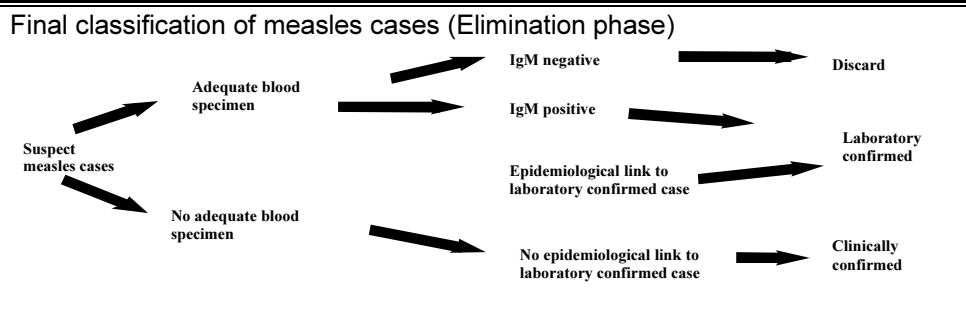 Final classification of measles cases (Elimination phase)
IgM negative
Discard
Adequate blood
specimen
IgM positive
Suspect
measles cases
Laboratory
confirmed
Epidemiological link to
laboratory confirmed case
No adequate blood
specimen
No epidemiological link to
laboratory confirmed case
Clinically
confirmed